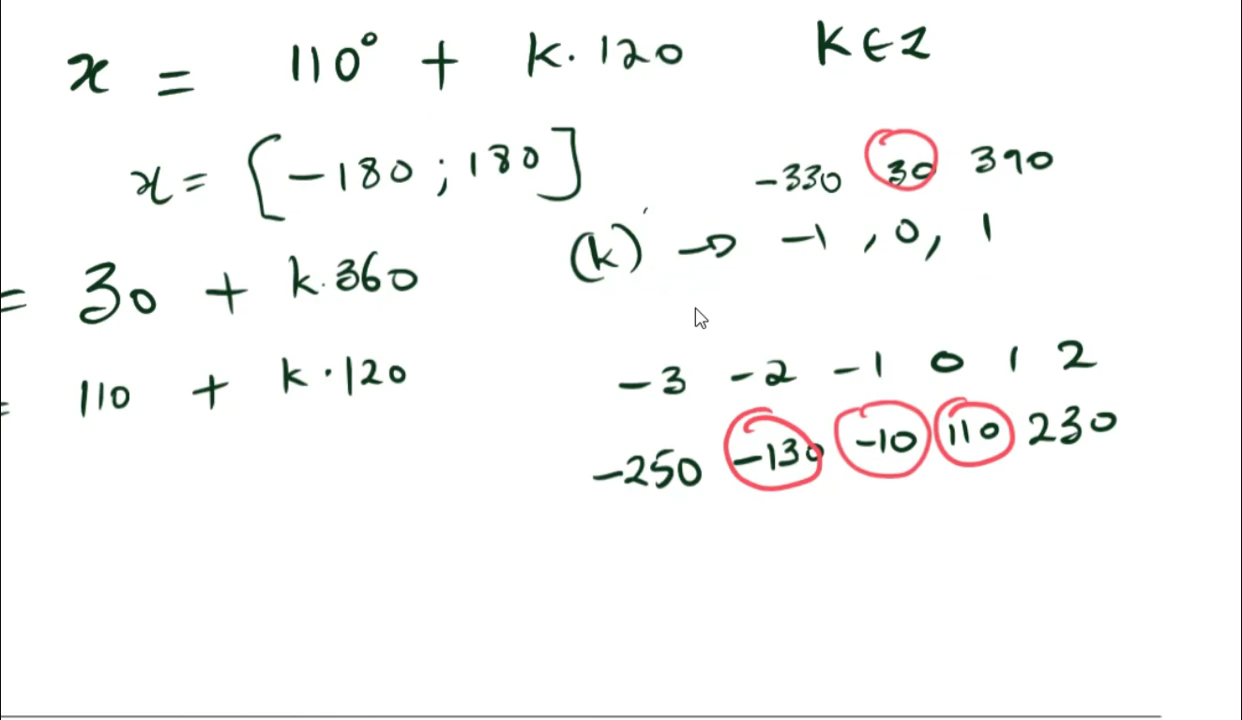 x = 110° + k. 120 K ∈ Z
x = [-180 ; 180]
-330 30 390
(k) → -1 , 0 , 1
= 30 + k.360
= 110 + k.120
-3 -2 -1 0 1 2
-250 -130 -10 110 230